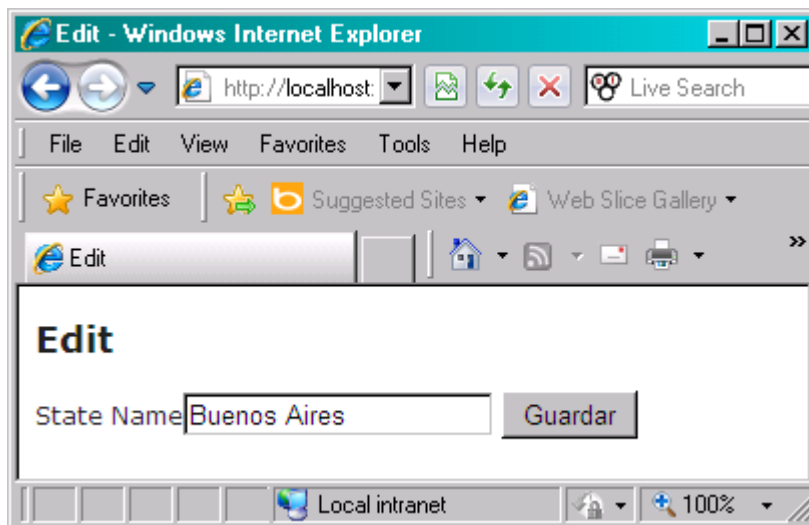 Edit - Windows Internet Explorer
http://localhost: Live Search
File Edit View Favorites Tools Help
Favorites Suggested Sites Web Slice Gallery
Edit »
Edit
State Name Buenos Aires Guardar
Local intranet 100%